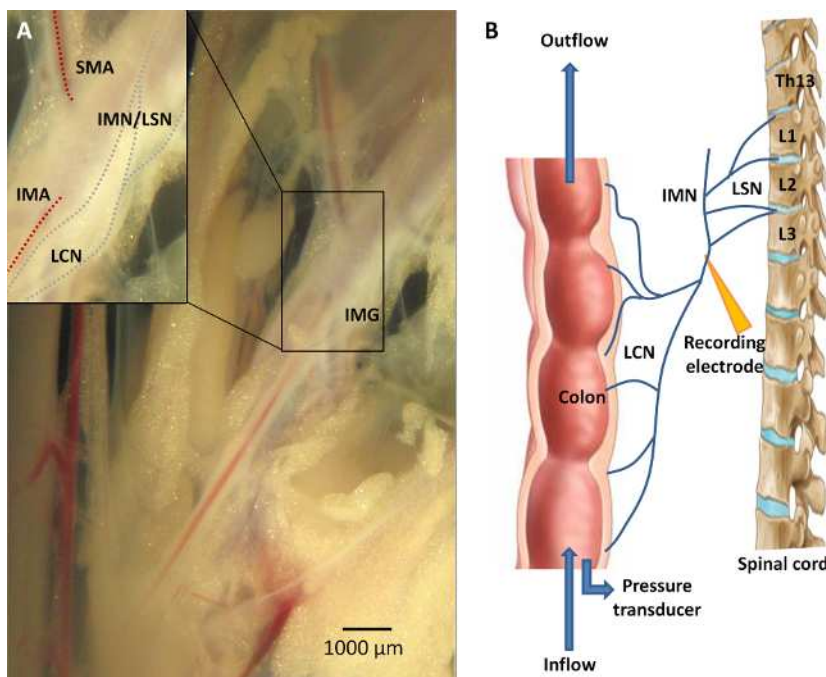 A
SMA
IMN/LSN
IMA
LCN
IMG
1000 µm
B
Outflow
Th13
L1
IMN
LSN
L2
L3
LCN
Recording
electrode
Colon
Spinal cord
Pressure
transducer
Inflow